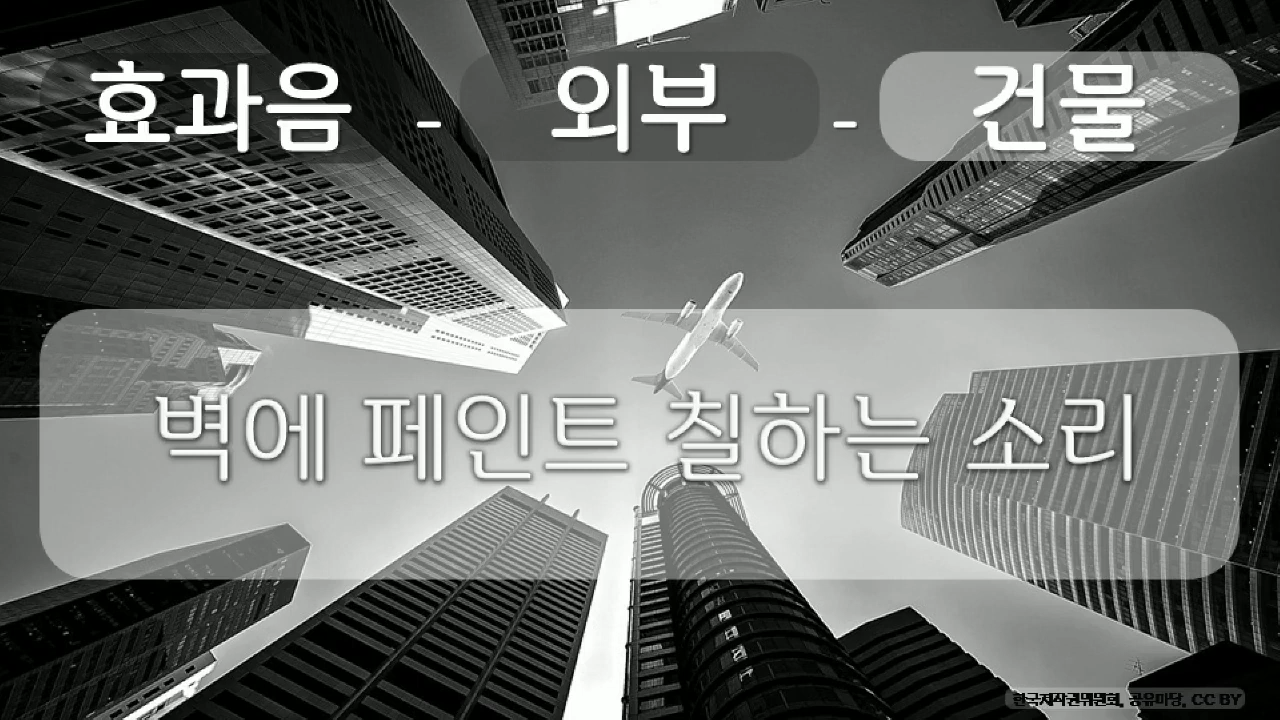 효과음 - 외부 - 건물
벽에 페인트 칠하는 소리
한국저작권위원회, 공유마당, CC BY